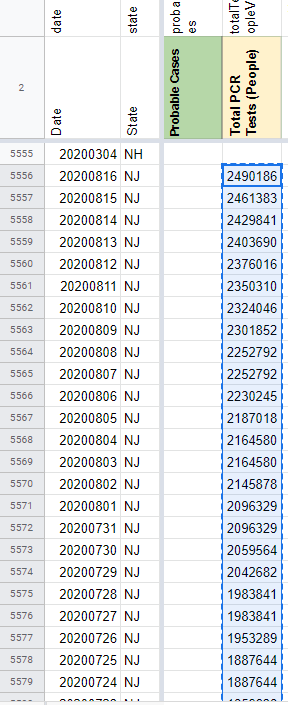 date state proba es totalTe opleV
2 Date State Probable Cases Total PCR Tests (People)
5555 20200304 NH
5556 20200816 NJ 2490186
5557 20200815 NJ 2461383
5558 20200814 NJ 2429841
5559 20200813 NJ 2403690
5560 20200812 NJ 2376016
5561 20200811 NJ 2350310
5562 20200810 NJ 2324046
5563 20200809 NJ 2301852
5564 20200808 NJ 2252792
5565 20200807 NJ 2252792
5566 20200806 NJ 2230245
5567 20200805 NJ 2187018
5568 20200804 NJ 2164580
5569 20200803 NJ 2164580
5570 20200802 NJ 2145878
5571 20200801 NJ 2096329
5572 20200731 NJ 2096329
5573 20200730 NJ 2059564
5574 20200729 NJ 2042682
5575 20200728 NJ 1983841
5576 20200727 NJ 1983841
5577 20200726 NJ 1953289
5578 20200725 NJ 1887644
5579 20200724 NJ 1887644